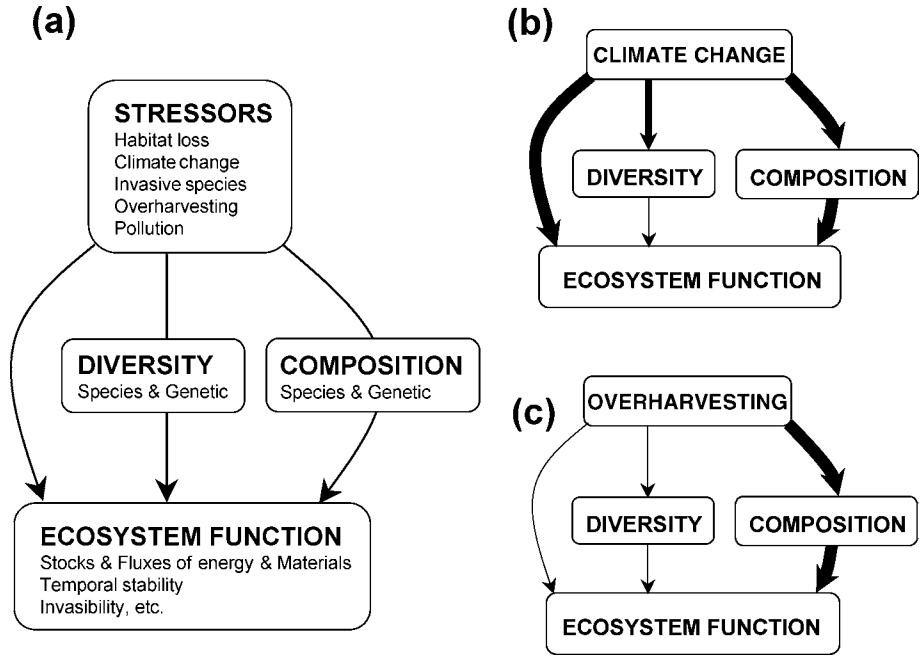 (a)
STRESSORS
Habitat loss
Climate change
Invasive species
Overharvesting
Pollution
DIVERSITY
Species & Genetic
COMPOSITION
Species & Genetic
ECOSYSTEM FUNCTION
Stocks & Fluxes of energy & Materials
Temporal stability
Invasibility, etc.
(b)
CLIMATE CHANGE
DIVERSITY
COMPOSITION
ECOSYSTEM FUNCTION
(c)
OVERHARVESTING
DIVERSITY
COMPOSITION
ECOSYSTEM FUNCTION